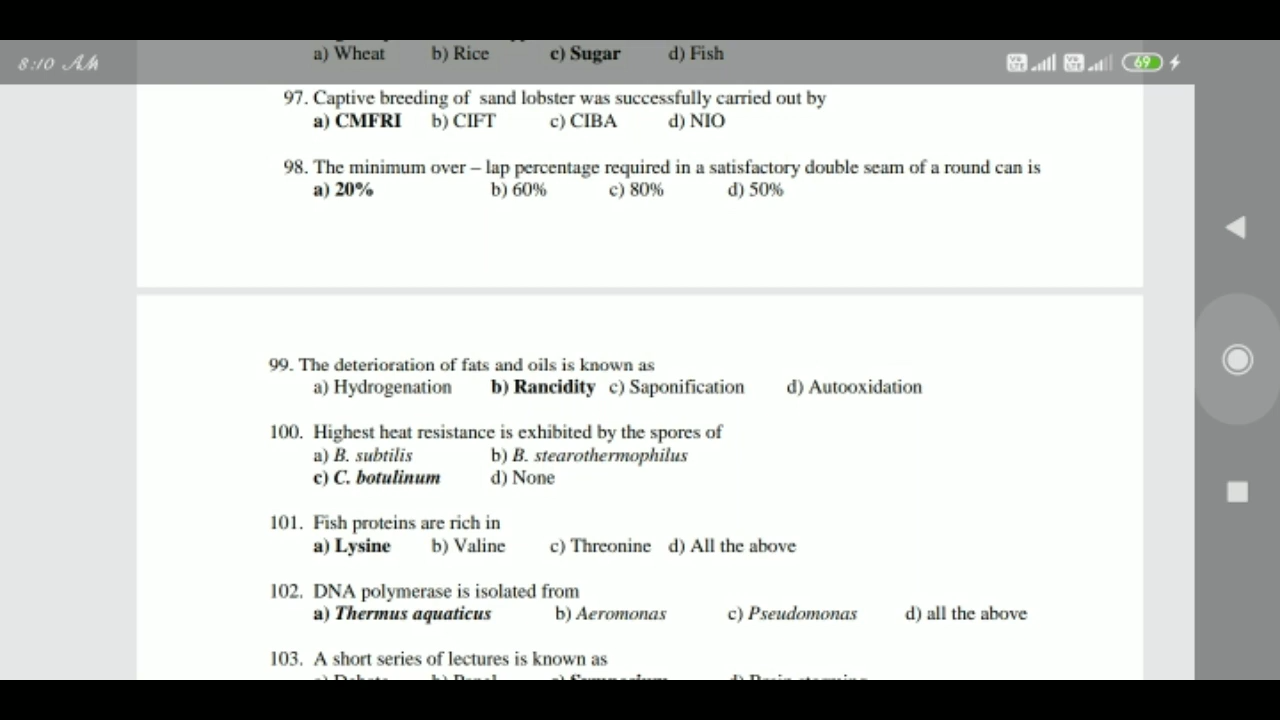 8:10 AM
69
a) Wheat b) Rice c) Sugar d) Fish
97. Captive breeding of sand lobster was successfully carried out by
a) CMFRI b) CIFT c) CIBA d) NIO
98. The minimum over – lap percentage required in a satisfactory double seam of a round can is
a) 20% b) 60% c) 80% d) 50%
99. The deterioration of fats and oils is known as
a) Hydrogenation b) Rancidity c) Saponification d) Autooxidation
100. Highest heat resistance is exhibited by the spores of
a) B. subtilis b) B. stearothermophilus
c) C. botulinum d) None
101. Fish proteins are rich in
a) Lysine b) Valine c) Threonine d) All the above
102. DNA polymerase is isolated from
a) Thermus aquaticus b) Aeromonas c) Pseudomonas d) all the above
103. A short series of lectures is known as